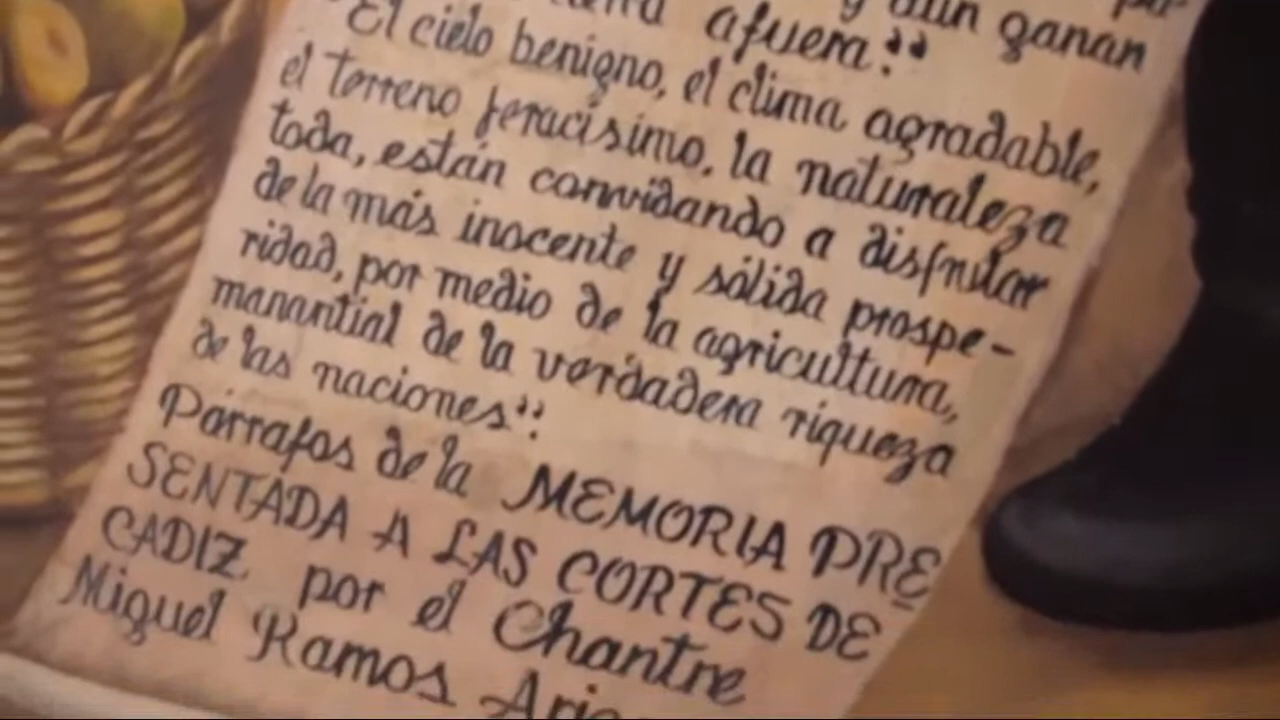 y aun ganan
afuera."
"El cielo benigno, el clima agradable,
el terreno feracísimo, la naturaleza
toda, están convidando a disfrutar
de la más inocente y sólida prospe-
ridad, por medio de la agricultura,
manantial de la verdadera riqueza
de las naciones".
Párrafos de la MEMORIA PRE
SENTADA A LAS CORTES DE
CADIZ, por el Chantre
Miguel Ramos